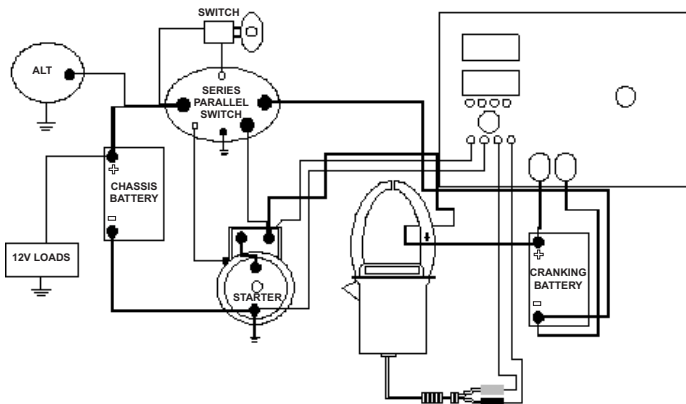 SWITCH
ALT
SERIES
PARALLEL
SWITCH
+
CHASSIS
BATTERY
-
12V LOADS
STARTER
+
+
CRANKING
BATTERY
-